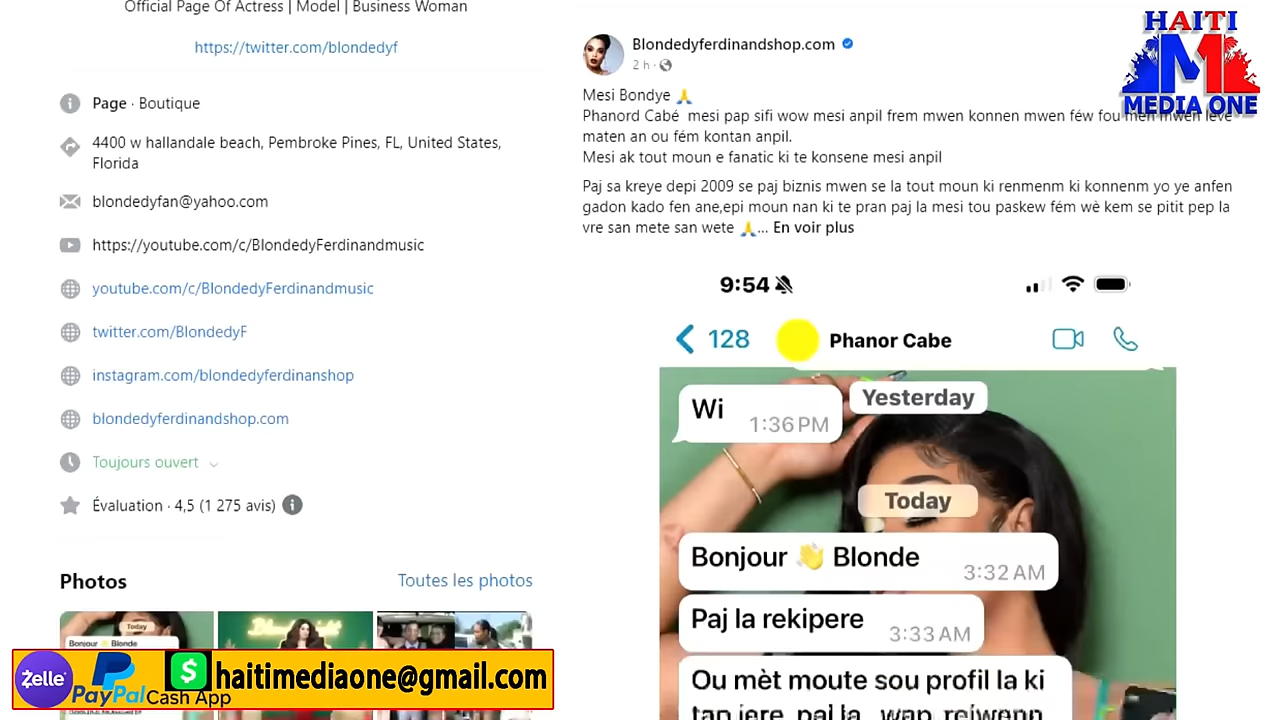 Official Page Of Actress | Model | Business Woman
https://twitter.com/blondedyf
Page · Boutique
4400 w hallandale beach, Pembroke Pines, FL, United States,
Florida
blondedyfan@yahoo.com
https://youtube.com/c/BlondedyFerdinandmusic
youtube.com/c/BlondedyFerdinandmusic
twitter.com/BlondedyF
instagram.com/blondedyferdinanshop
blondedyferdinandshop.com
Toujours ouvert
Évaluation · 4,5 (1 275 avis)
Photos
Toutes les photos
Today
Bonjour 👋 Blonde
Zelle
PayPal
Cash App
haitimediaone@gmail.com
Blondedyferdinandshop.com
2 h ·
Mesi Bondye 🙏
Phanord Cabé mesi pap sifi wow mesi anpil frem mwen konnen mwen féw fou men mwen leve
maten an ou fém kontan anpil.
Mesi ak tout moun e fanatic ki te konsene mesi anpil
Paj sa kreye depi 2009 se paj biznis mwen se la tout moun ki renmenm ki konnenm yo ye anfen
gadon kado fen ane,epi moun nan ki te pran paj la mesi tou paskew fém wè kem se pitit pep la
vre san mete san wete 🙏... En voir plus
HAITI
M
MEDIA ONE
9:54
128
Phanor Cabe
Wi
1:36 PM
Yesterday
Today
Bonjour 👋 Blonde
3:32 AM
Paj la rekipere
3:33 AM
Ou mèt moute sou profil la ki